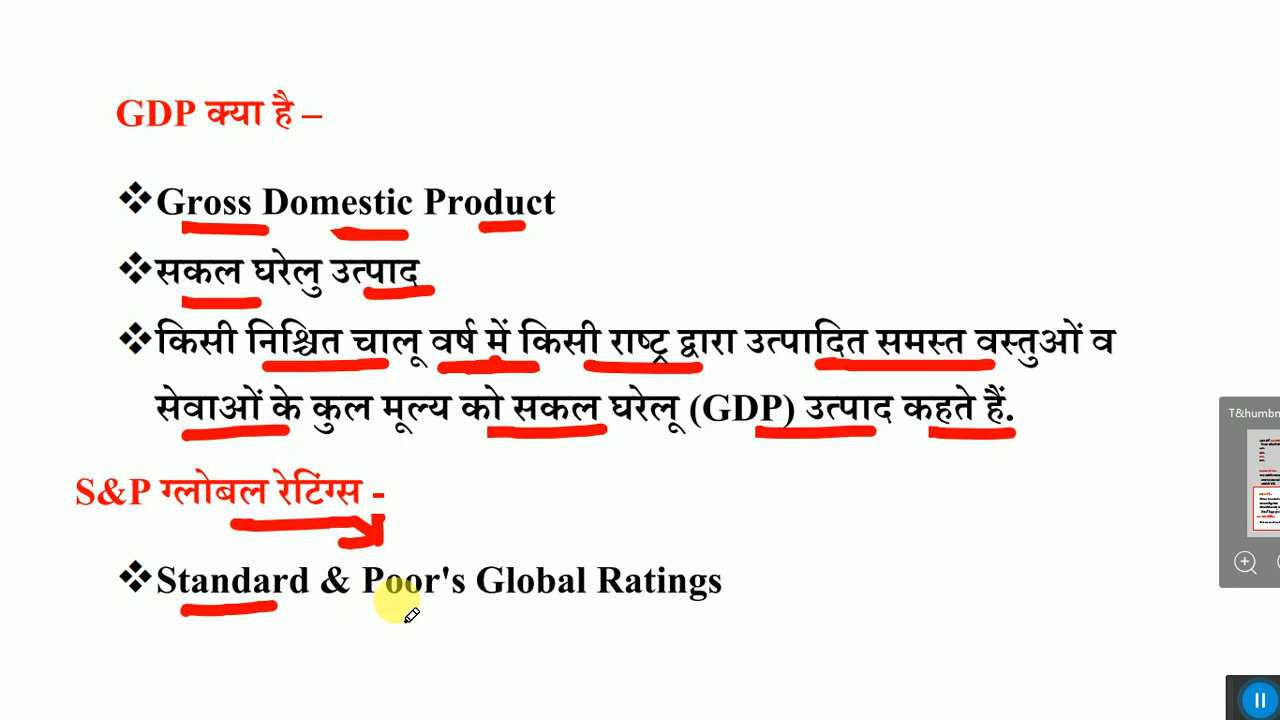 GDP क्या है –
❖Gross Domestic Product
❖सकल घरेलु उत्पाद
❖किसी निश्चित चालू वर्ष में किसी राष्ट्र द्वारा उत्पादित समस्त वस्तुओं व
सेवाओं के कुल मूल्य को सकल घरेलू (GDP) उत्पाद कहते हैं.
S&P ग्लोबल रेटिंग्स -
❖Standard & Poor's Global Ratings
T&humbn